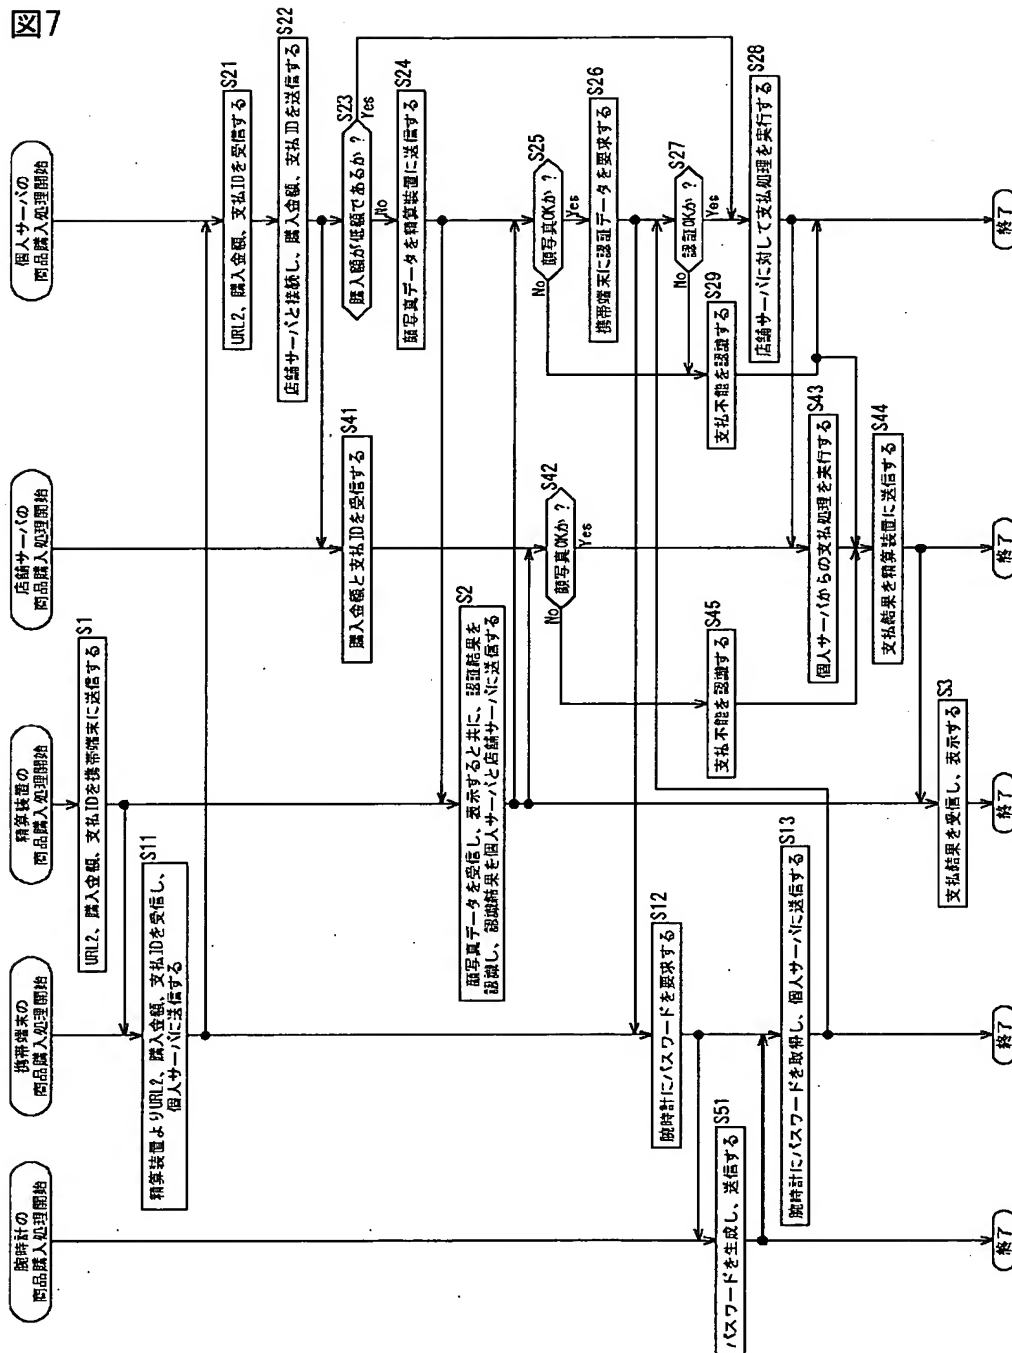 図7
腕時計の
商品購入処理開始
携帯端末の
商品購入処理開始
精算装置の
商品購入処理開始
店舗サーバの
商品購入処理開始
個人サーバの
商品購入処理開始
S1
URL2、購入金額、支払IDを携帯端末に送信する
S11
精算装置よりURL2、購入金額、支払IDを受信し、
個人サーバに送信する
S21
URL2、購入金額、支払IDを受信する
S22
店舗サーバと接続し、購入金額、支払IDを送信する
S41
購入金額と支払IDを受信する
S23
購入額が低額であるか?
Yes
No
S24
顔写真データを精算装置に送信する
S2
顔写真データを受信し、表示すると共に、認証結果を
認識し、認識結果を個人サーバと店舗サーバに送信する
S42
顔写真OKか?
No
Yes
S25
顔写真OKか?
No
Yes
S26
携帯端末に認証データを要求する
S12
腕時計にパスワードを要求する
S51
パスワードを生成し、送信する
S13
腕時計にパスワードを取得し、個人サーバに送信する
S27
認証OKか?
No
Yes
S45
支払不能を認識する
S29
支払不能を認識する
S28
店舗サーバに対して支払処理を実行する
S43
個人サーバからの支払処理を実行する
S44
支払結果を精算装置に送信する
S3
支払結果を受信し、表示する
終了
終了
終了
終了
終了